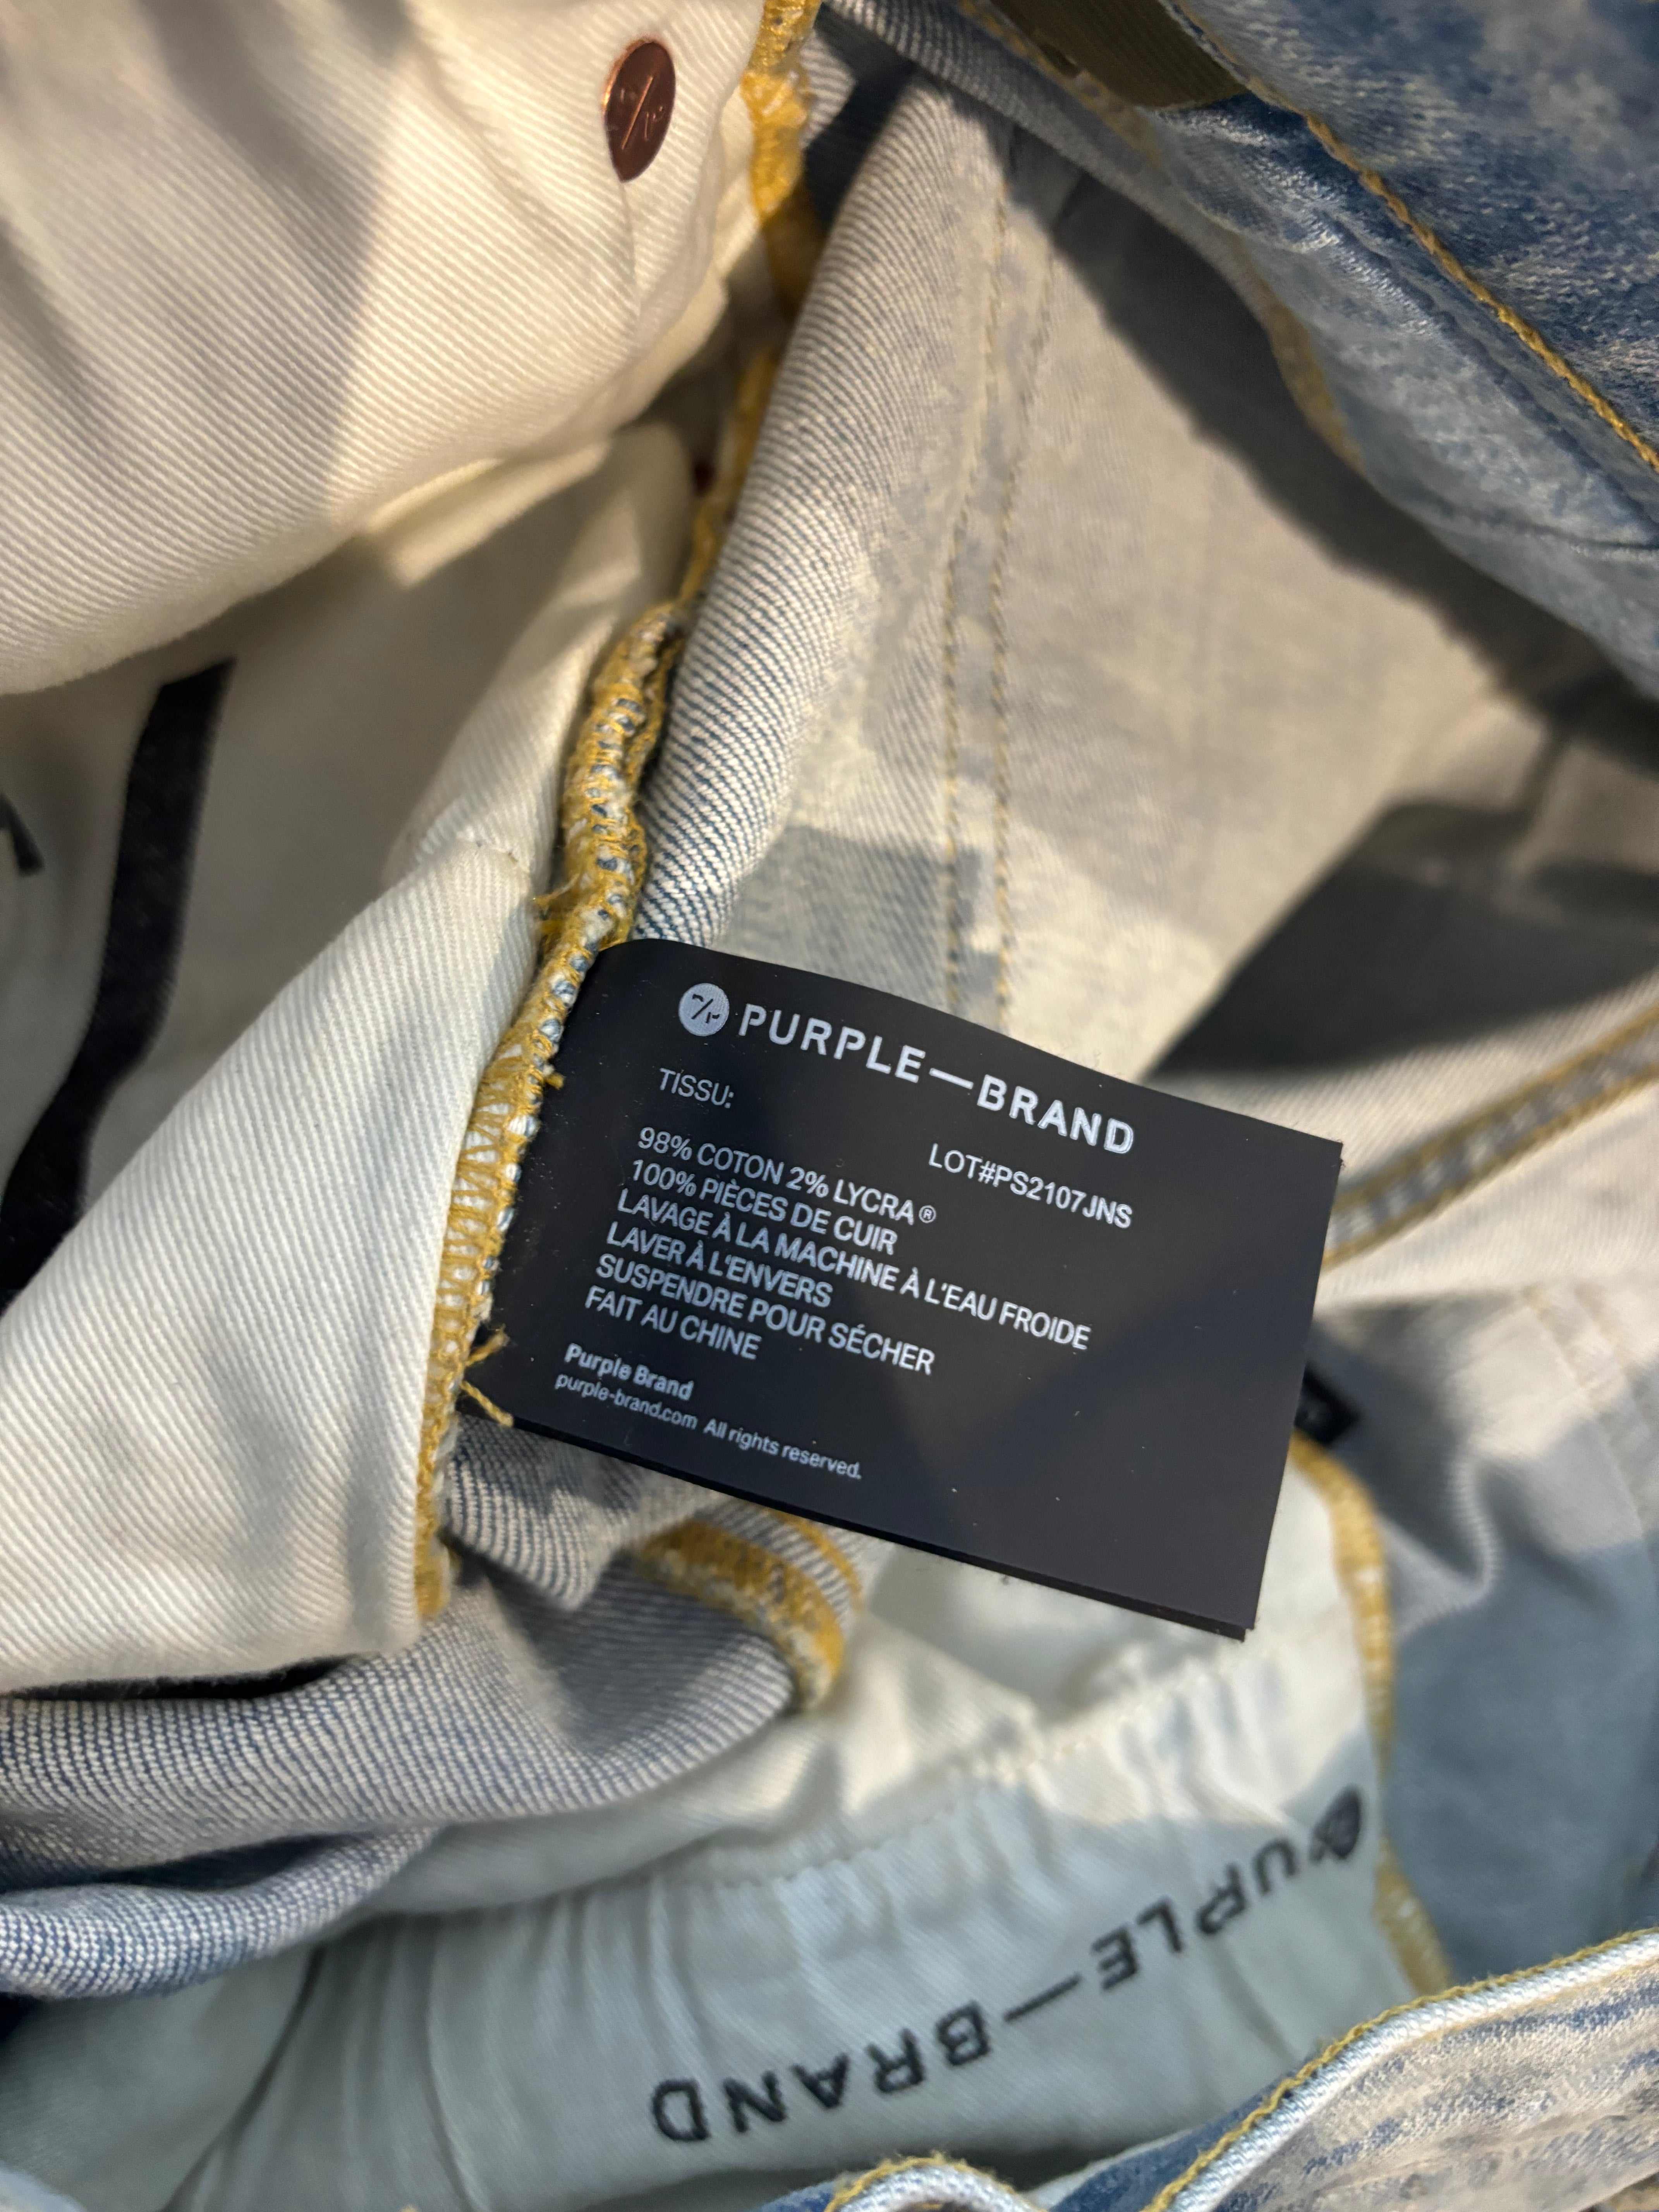 PURPLE—BRAND
TISSU:
LOT#PS2107JNS
98% COTON 2% LYCRA®
100% PIÈCES DE CUIR
LAVAGE À LA MACHINE À L'EAU FROIDE
LAVER À L'ENVERS
SUSPENDRE POUR SÉCHER
FAIT AU CHINE
Purple Brand
purple-brand.com All rights reserved.
PURPLE—BRAND